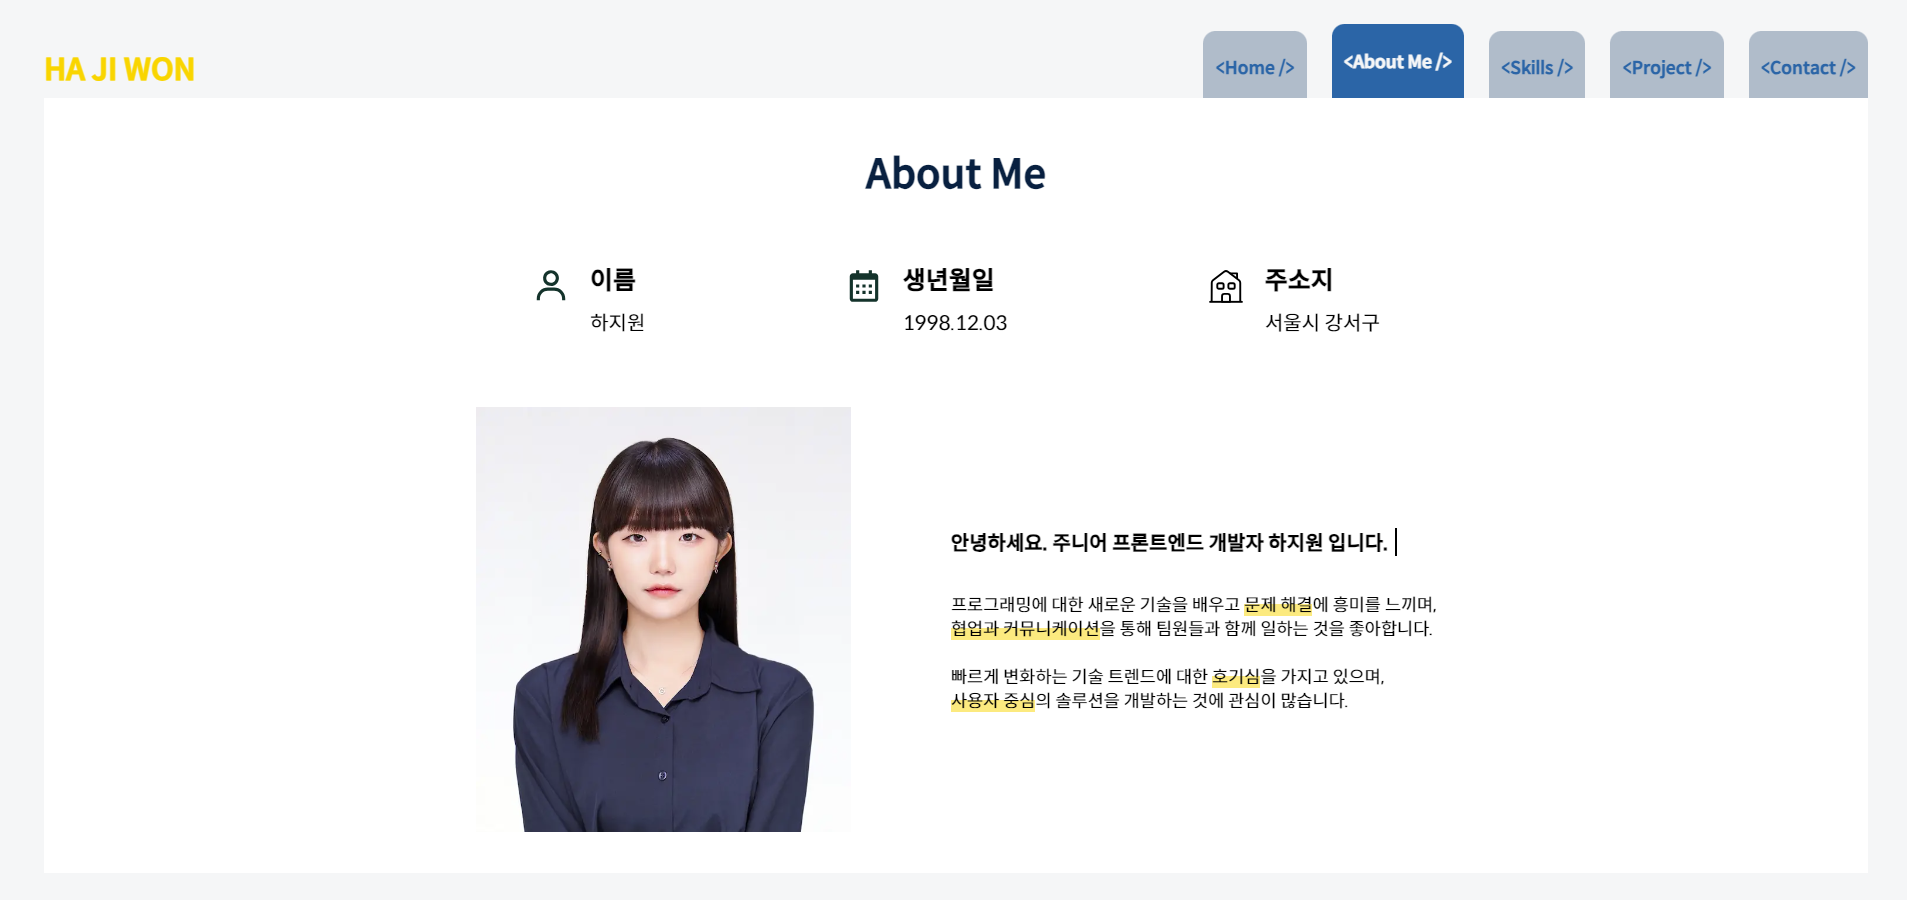 HA JI WON
<Home />
<About Me />
<Skills />
<Project />
<Contact />
About Me
이름
하지원
생년월일
1998.12.03
주소지
서울시 강서구
안녕하세요. 주니어 프론트엔드 개발자 하지원 입니다.
프로그래밍에 대한 새로운 기술을 배우고 문제 해결에 흥미를 느끼며,
협업과 커뮤니케이션을 통해 팀원들과 함께 일하는 것을 좋아합니다.
빠르게 변화하는 기술 트렌드에 대한 호기심을 가지고 있으며,
사용자 중심의 솔루션을 개발하는 것에 관심이 많습니다.